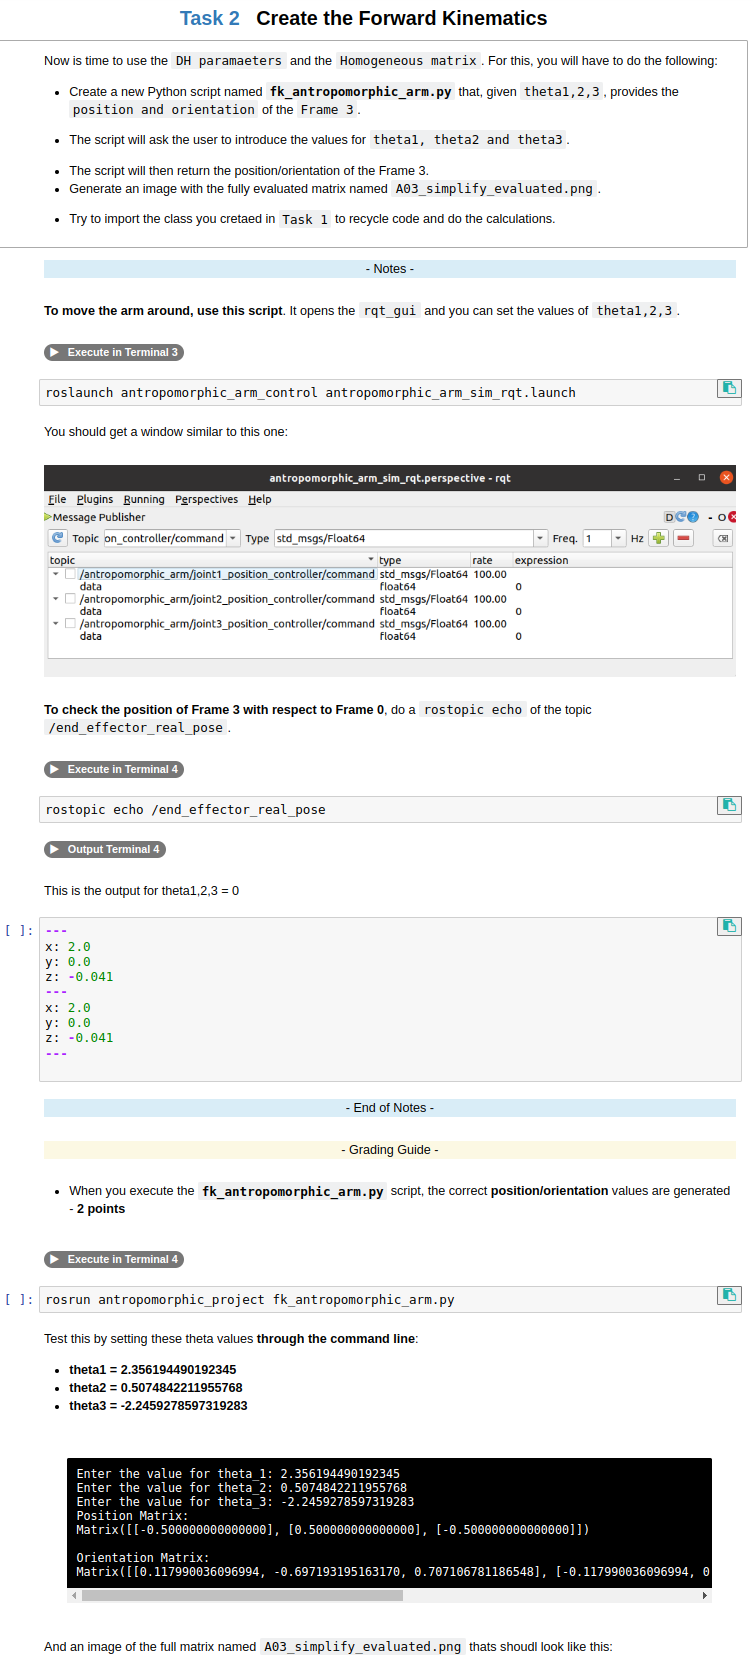 Task 2 Create the Forward Kinematics
Now is time to use the DH paramaeters and the Homogeneous matrix. For this, you will have to do the following:
• Create a new Python script named fk_antropomorphic_arm.py that, given theta1,2,3, provides the
position and orientation of the Frame 3.
• The script will ask the user to introduce the values for theta1, theta2 and theta3.
• The script will then return the position/orientation of the Frame 3.
• Generate an image with the fully evaluated matrix named A03_simplify_evaluated.png.
• Try to import the class you cretaed in Task 1 to recycle code and do the calculations.
- Notes -
To move the arm around, use this script. It opens the rqt_gui and you can set the values of theta1,2,3.
▶ Execute in Terminal 3
roslaunch antropomorphic_arm_control antropomorphic_arm_sim_rqt.launch
You should get a window similar to this one:
antropomorphic_arm_sim_rqt.perspective - rqt
File Plugins Running Perspectives Help
Message Publisher D - O
Topic on_controller/command Type std_msgs/Float64 Freq. 1 Hz
topic type rate expression
/antropomorphic_arm/joint1_position_controller/command std_msgs/Float64 100.00
data float64 0
/antropomorphic_arm/joint2_position_controller/command std_msgs/Float64 100.00
data float64 0
/antropomorphic_arm/joint3_position_controller/command std_msgs/Float64 100.00
data float64 0
To check the position of Frame 3 with respect to Frame 0, do a rostopic echo of the topic
/end_effector_real_pose.
▶ Execute in Terminal 4
rostopic echo /end_effector_real_pose
▶ Output Terminal 4
This is the output for theta1,2,3 = 0
[ ]: ---
x: 2.0
y: 0.0
z: -0.041
---
x: 2.0
y: 0.0
z: -0.041
---
- End of Notes -
- Grading Guide -
• When you execute the fk_antropomorphic_arm.py script, the correct position/orientation values are generated
- 2 points
▶ Execute in Terminal 4
[ ]: rosrun antropomorphic_project fk_antropomorphic_arm.py
Test this by setting these theta values through the command line:
• theta1 = 2.356194490192345
• theta2 = 0.5074842211955768
• theta3 = -2.2459278597319283
Enter the value for theta_1: 2.356194490192345
Enter the value for theta_2: 0.5074842211955768
Enter the value for theta_3: -2.2459278597319283
Position Matrix:
Matrix([[-0.500000000000000], [0.500000000000000], [-0.500000000000000]])
Orientation Matrix:
Matrix([[0.117990036096994, -0.697193195163170, 0.707106781186548], [-0.117990036096994, 0
And an image of the full matrix named A03_simplify_evaluated.png thats shoudl look like this: